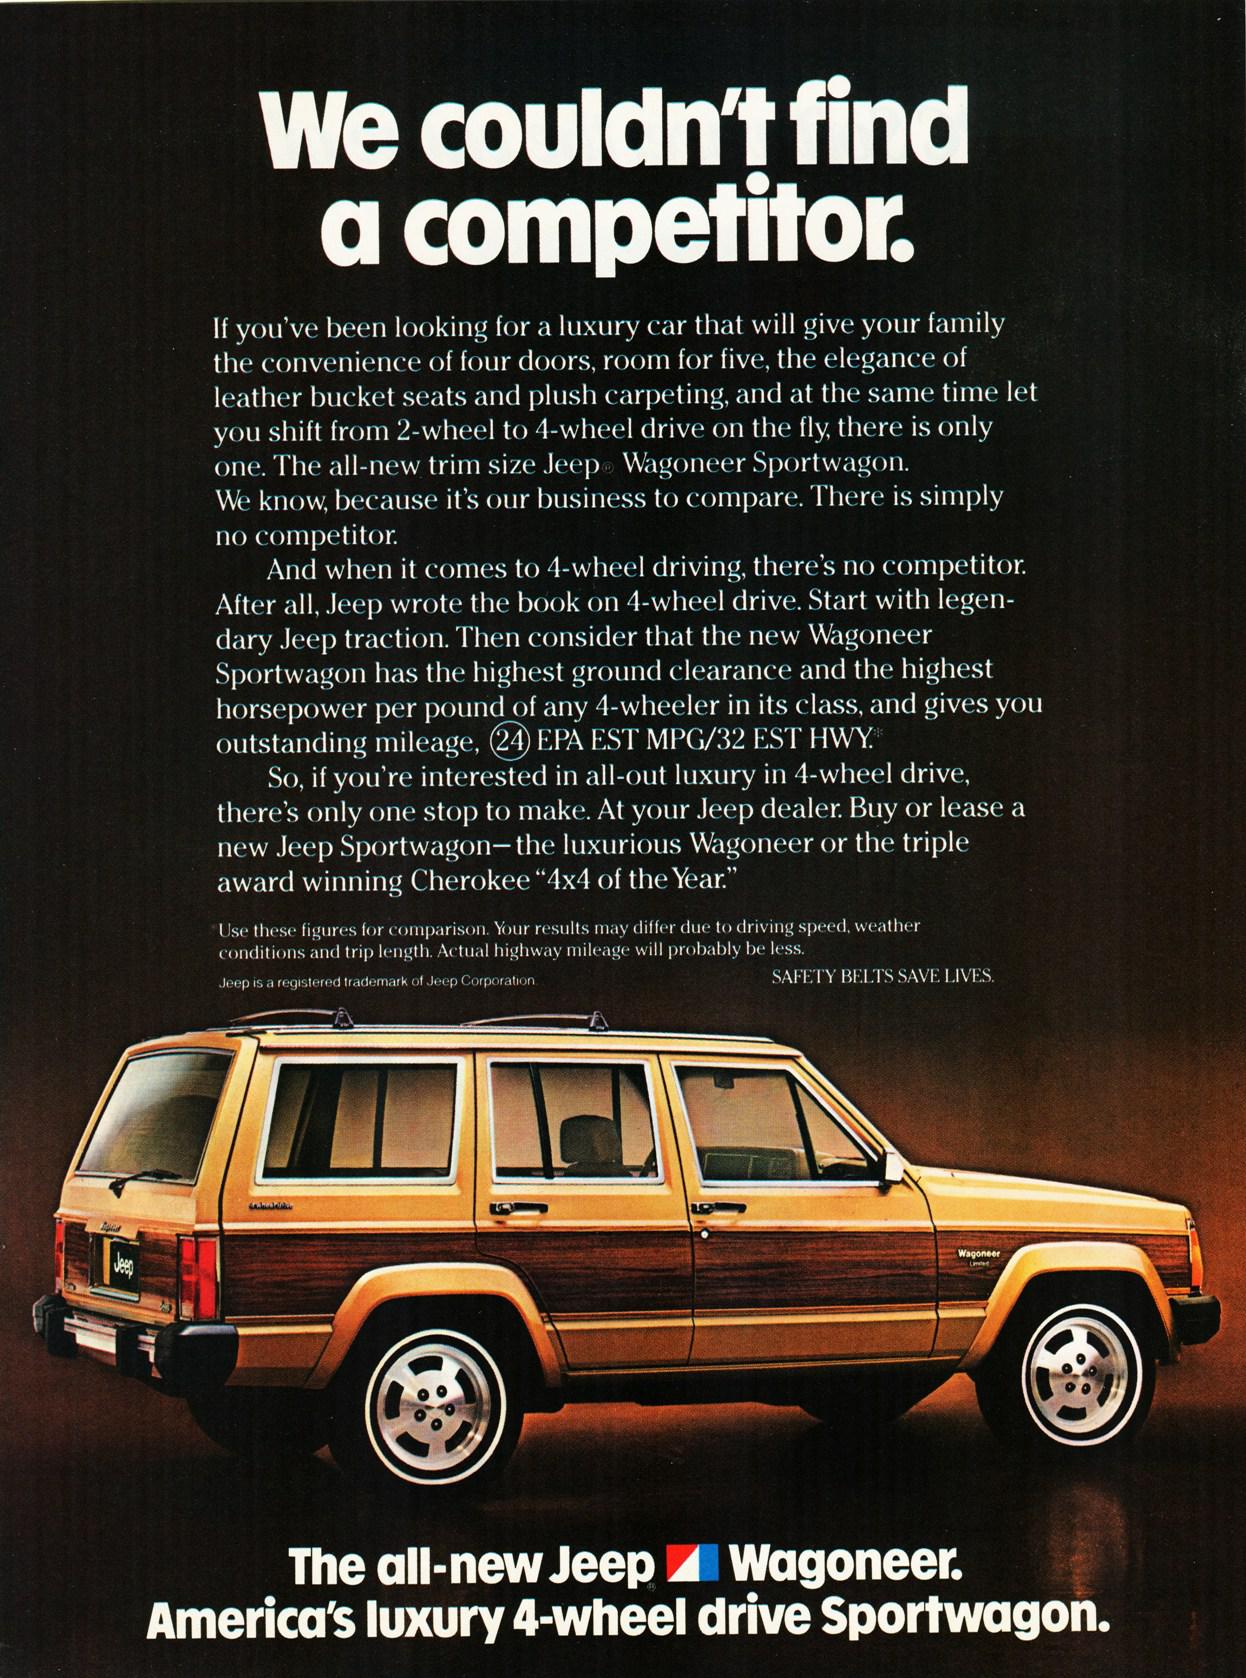 We couldn't find
a competitor.
If you've been looking for a luxury car that will give your family
the convenience of four doors, room for five, the elegance of
leather bucket seats and plush carpeting, and at the same time let
you shift from 2-wheel to 4-wheel drive on the fly, there is only
one. The all-new trim size Jeep® Wagoneer Sportwagon.
We know, because it's our business to compare. There is simply
no competitor.
And when it comes to 4-wheel driving, there's no competitor.
After all, Jeep wrote the book on 4-wheel drive. Start with legen-
dary Jeep traction. Then consider that the new Wagoneer
Sportwagon has the highest ground clearance and the highest
horsepower per pound of any 4-wheeler in its class, and gives you
outstanding mileage, 24 EPA EST MPG/32 EST HWY.*
So, if you're interested in all-out luxury in 4-wheel drive,
there's only one stop to make. At your Jeep dealer. Buy or lease a
new Jeep Sportwagon—the luxurious Wagoneer or the triple
award winning Cherokee “4x4 of the Year.”
*Use these figures for comparison. Your results may differ due to driving speed, weather
conditions and trip length. Actual highway mileage will probably be less.
Jeep is a registered trademark of Jeep Corporation. SAFETY BELTS SAVE LIVES.
Jeep
Wagoneer
Limited
The all-new Jeep® Wagoneer.
America's luxury 4-wheel drive Sportwagon.